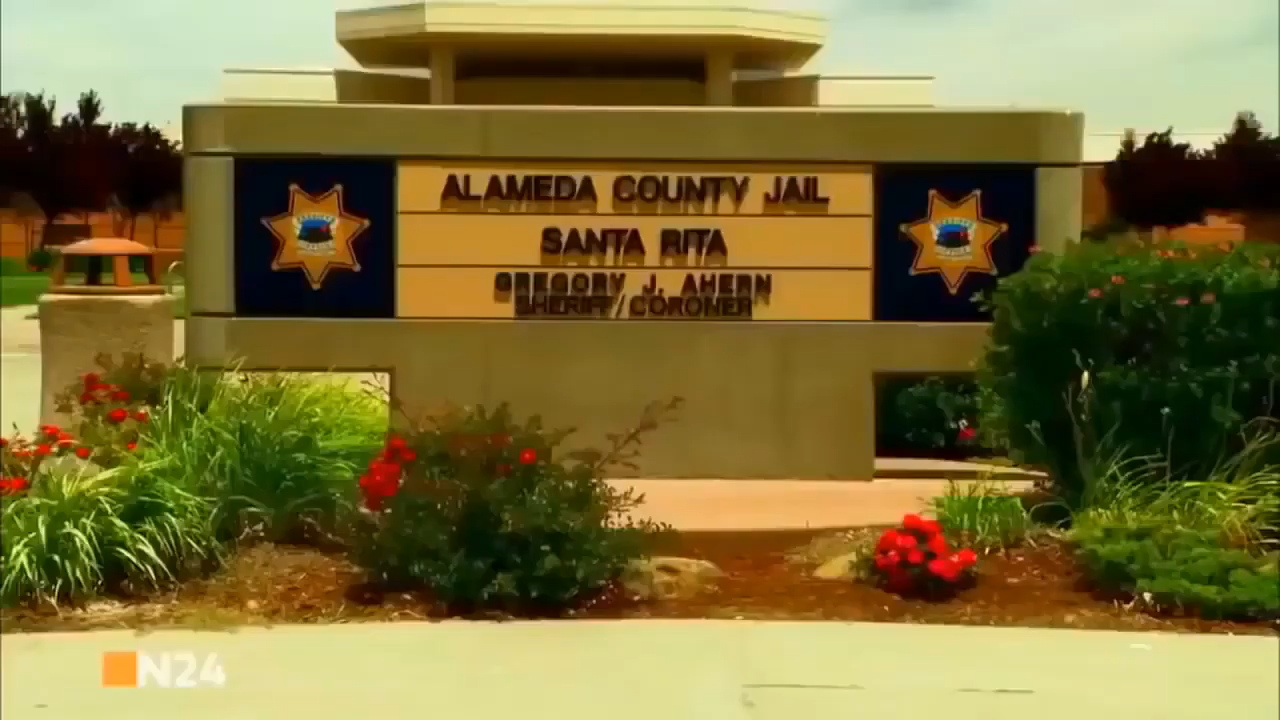 ALAMEDA COUNTY JAIL
SANTA RITA
GREGORY J. AHERN
SHERIFF/CORONER
N24